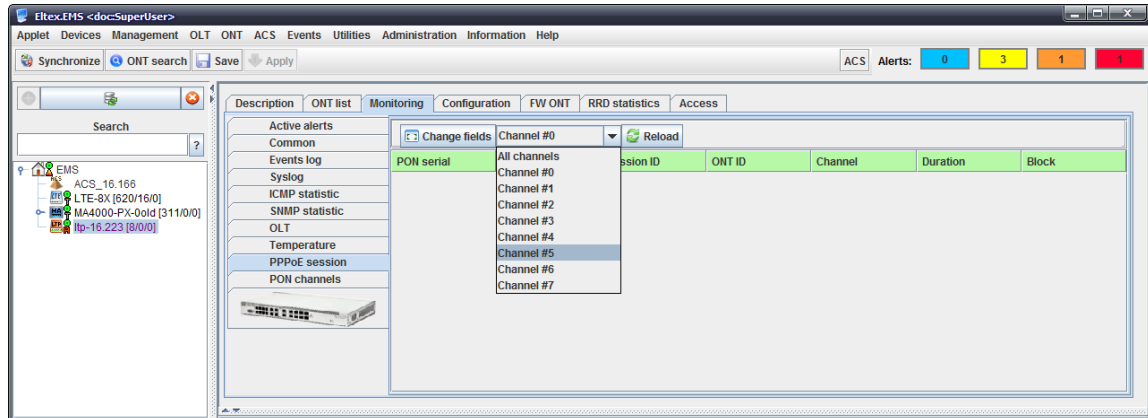 Eltex.EMS <doc:SuperUser>
Applet Devices Management OLT ONT ACS Events Utilities Administration Information Help
Synchronize ONT search Save Apply ACS Alerts: 0 3 1 1
Description ONT list Monitoring Configuration FW ONT RRD statistics Access
Search
?
EMS
ACS_16.166
LTE-8X [620/16/0]
MA4000-PX-0old [311/0/0]
ltp-16.223 [8/0/0]
Active alerts
Common
Events log
Syslog
ICMP statistic
SNMP statistic
OLT
Temperature
PPPoE session
PON channels
Change fields Channel #0 Reload
PON serial ssion ID ONT ID Channel Duration Block
All channels
Channel #0
Channel #1
Channel #2
Channel #3
Channel #4
Channel #5
Channel #6
Channel #7